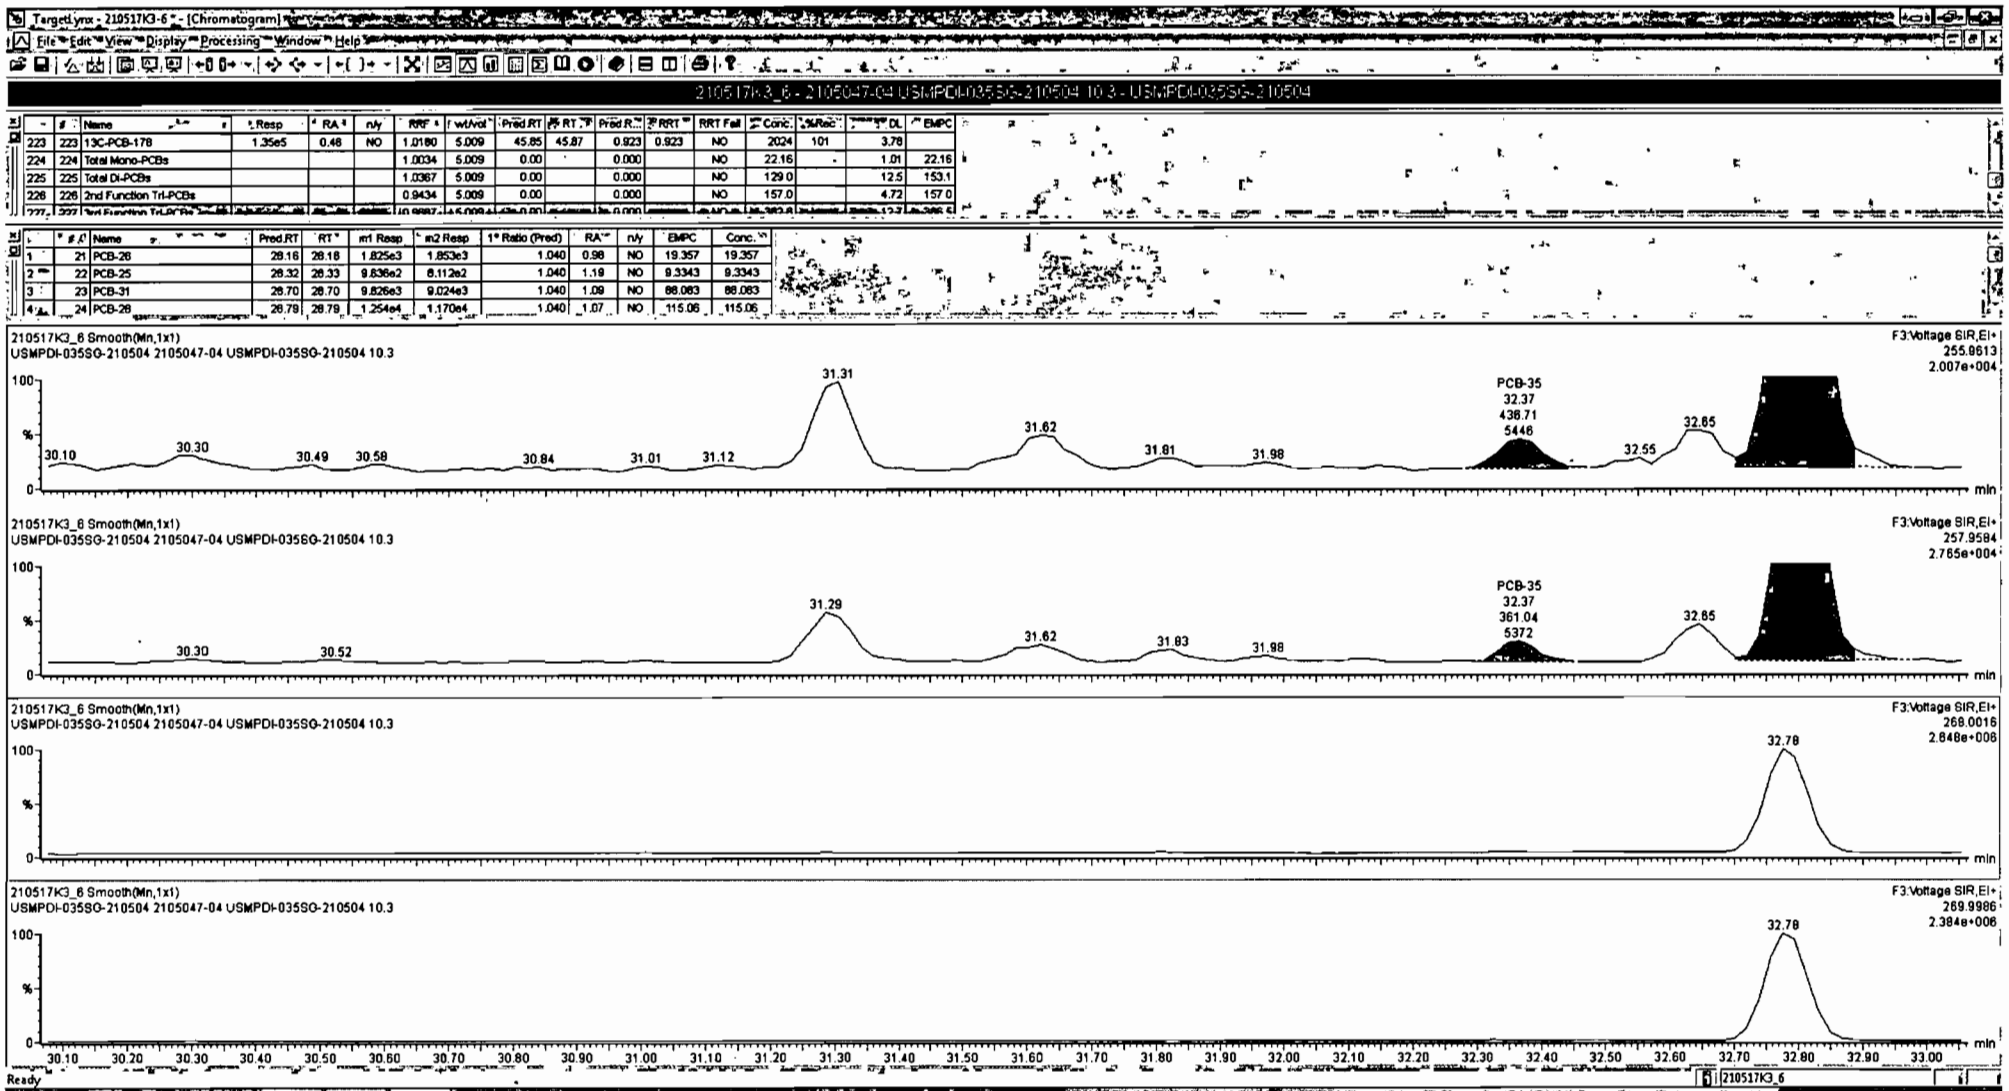 TargetLynx - 210517K3-6 * - [Chromatogram]
File Edit View Display Processing Window Help
210517K3_6 - 2105047-04 USMPDI-035SG-210504 10.3 - USMPDI-035SG-210504
# Name Resp RA n/y RRF wt/vol Pred.RT RT Pred.R... RRT RRT Fail Conc. %Rec DL EMPC
223 223 13C-PCB-178 1.35e5 0.48 NO 1.0180 5.009 45.85 45.87 0.923 0.923 NO 2024 101 3.78
224 224 Total Mono-PCBs 1.0034 5.009 0.00 0.000 NO 22.16 1.01 22.16
225 225 Total Di-PCBs 1.0367 5.009 0.00 0.000 NO 129.0 12.5 153.1
226 226 2nd Function Tri-PCBs 0.9434 5.009 0.00 0.000 NO 157.0 4.72 157.0
227 227 3rd Function Tri-PCBs 5.009 0.00 0.000 NO
# Name Pred.RT RT m1 Resp m2 Resp 1° Ratio (Pred) RA n/y EMPC Conc.
1 21 PCB-26 28.16 28.18 1.825e3 1.853e3 1.040 0.98 NO 19.357 19.357
2 22 PCB-25 28.32 28.33 9.636e2 8.112e2 1.040 1.19 NO 9.3343 9.3343
3 23 PCB-31 28.70 28.70 9.826e3 9.024e3 1.040 1.09 NO 88.083 88.083
4 24 PCB-28 28.79 28.79 1.254e4 1.170e4 1.040 1.07 NO 115.06 115.06
210517K3_6 Smooth(Mn,1x1)
USMPDI-035SG-210504 2105047-04 USMPDI-035SG-210504 10.3
F3:Voltage SIR,EI+
255.9613
2.007e+004
100
%
0
30.10
30.30
30.49
30.58
30.84
31.01
31.12
31.31
31.62
31.81
31.98
PCB-35
32.37
436.71
5446
32.55
32.65
min
210517K3_6 Smooth(Mn,1x1)
USMPDI-035SG-210504 2105047-04 USMPDI-035SG-210504 10.3
F3:Voltage SIR,EI+
257.9584
2.765e+004
100
%
0
30.30
30.52
31.29
31.62
31.83
31.98
PCB-35
32.37
361.04
5372
32.65
min
210517K3_6 Smooth(Mn,1x1)
USMPDI-035SG-210504 2105047-04 USMPDI-035SG-210504 10.3
F3:Voltage SIR,EI+
268.0016
2.848e+006
100
%
0
32.78
min
210517K3_6 Smooth(Mn,1x1)
USMPDI-035SG-210504 2105047-04 USMPDI-035SG-210504 10.3
F3:Voltage SIR,EI+
269.9986
2.384e+006
100
%
0
32.78
min
30.10 30.20 30.30 30.40 30.50 30.60 30.70 30.80 30.90 31.00 31.10 31.20 31.30 31.40 31.50 31.60 31.70 31.80 31.90 32.00 32.10 32.20 32.30 32.40 32.50 32.60 32.70 32.80 32.90 33.00
Ready
210517K3_6